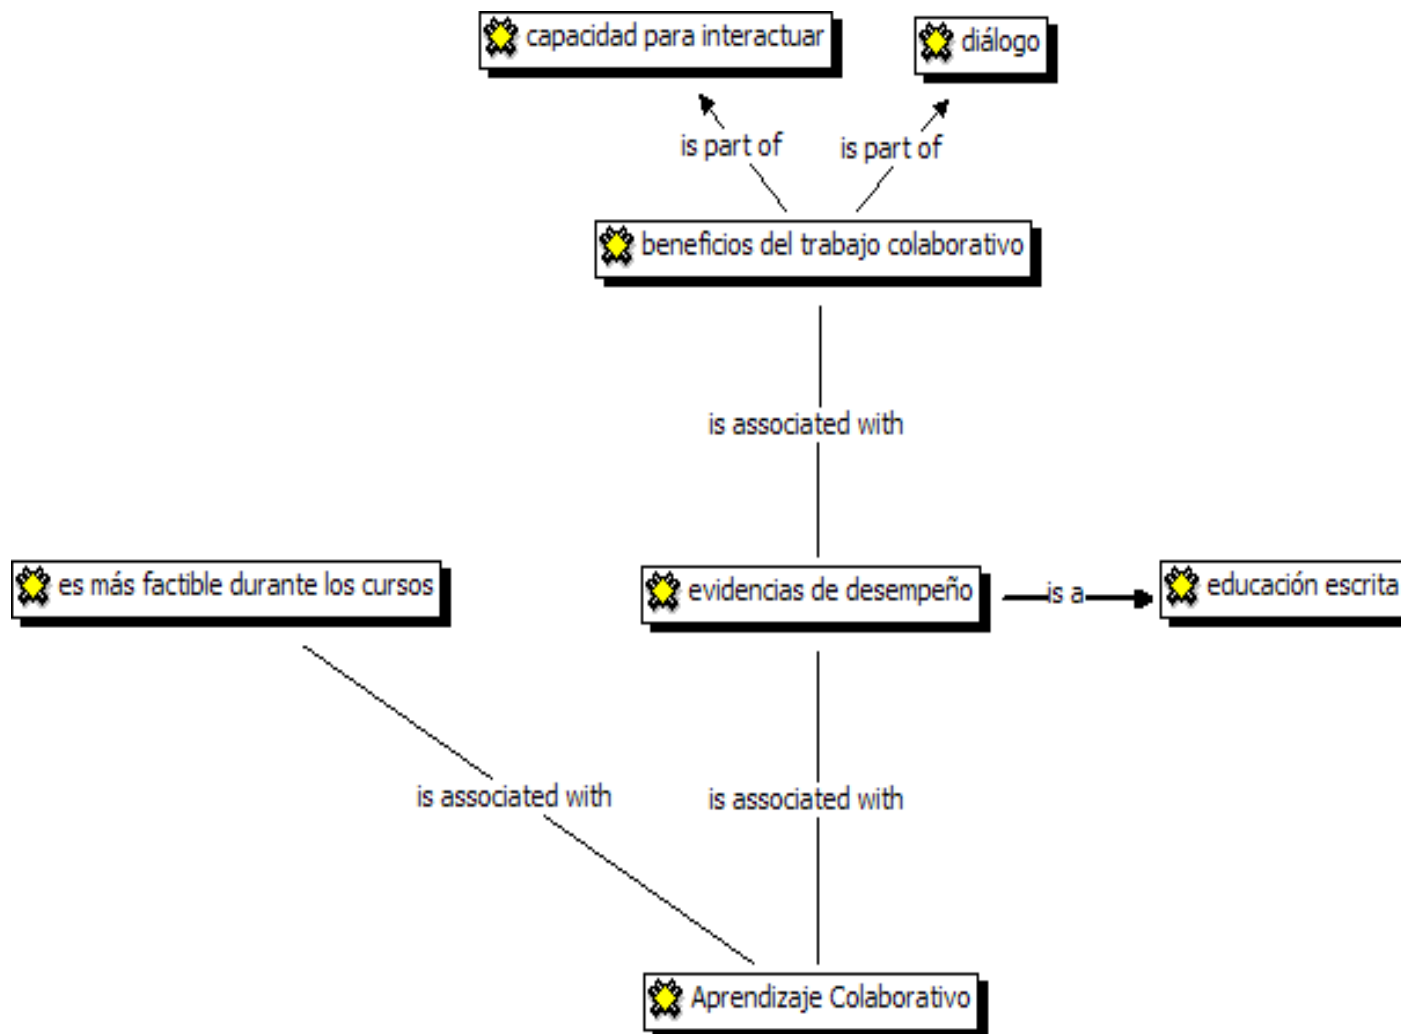 capacidad para interactuar
diálogo
is part of
is part of
beneficios del trabajo colaborativo
is associated with
es más factible durante los cursos
evidencias de desempeño
is a
educación escrita
is associated with
is associated with
Aprendizaje Colaborativo